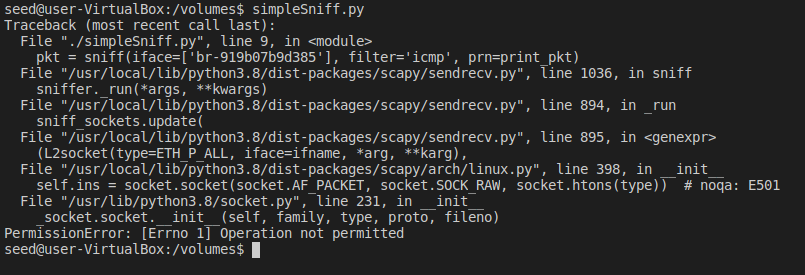 seed@user-VirtualBox:/volumes$ simpleSniff.py
Traceback (most recent call last):
  File "./simpleSniff.py", line 9, in <module>
    pkt = sniff(iface=['br-919b07b9d385'], filter='icmp', prn=print_pkt)
  File "/usr/local/lib/python3.8/dist-packages/scapy/sendrecv.py", line 1036, in sniff
    sniffer._run(*args, **kwargs)
  File "/usr/local/lib/python3.8/dist-packages/scapy/sendrecv.py", line 894, in _run
    sniff_sockets.update(
  File "/usr/local/lib/python3.8/dist-packages/scapy/sendrecv.py", line 895, in <genexpr>
    (L2socket(type=ETH_P_ALL, iface=ifname, *arg, **karg),
  File "/usr/local/lib/python3.8/dist-packages/scapy/arch/linux.py", line 398, in __init__
    self.ins = socket.socket(socket.AF_PACKET, socket.SOCK_RAW, socket.htons(type))  # noqa: E501
  File "/usr/lib/python3.8/socket.py", line 231, in __init__
    _socket.socket.__init__(self, family, type, proto, fileno)
PermissionError: [Errno 1] Operation not permitted
seed@user-VirtualBox:/volumes$